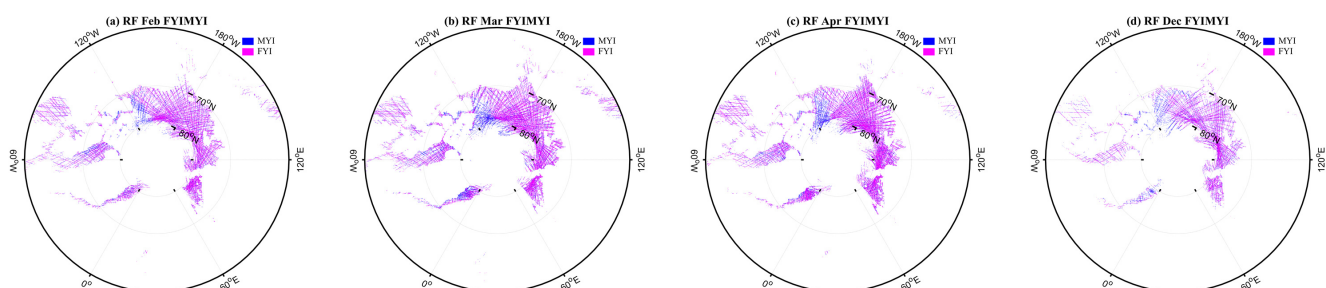 (a) RF Feb FYIMYI
120°W
180°W
MYI
FYI
70°N
80°N
60°W
120°E
0°
60°E
(b) RF Mar FYIMYI
120°W
180°W
MYI
FYI
70°N
80°N
60°W
120°E
0°
60°E
(c) RF Apr FYIMYI
120°W
180°W
MYI
FYI
70°N
80°N
60°W
120°E
0°
60°E
(d) RF Dec FYIMYI
120°W
180°W
MYI
FYI
70°N
80°N
60°W
120°E
0°
60°E